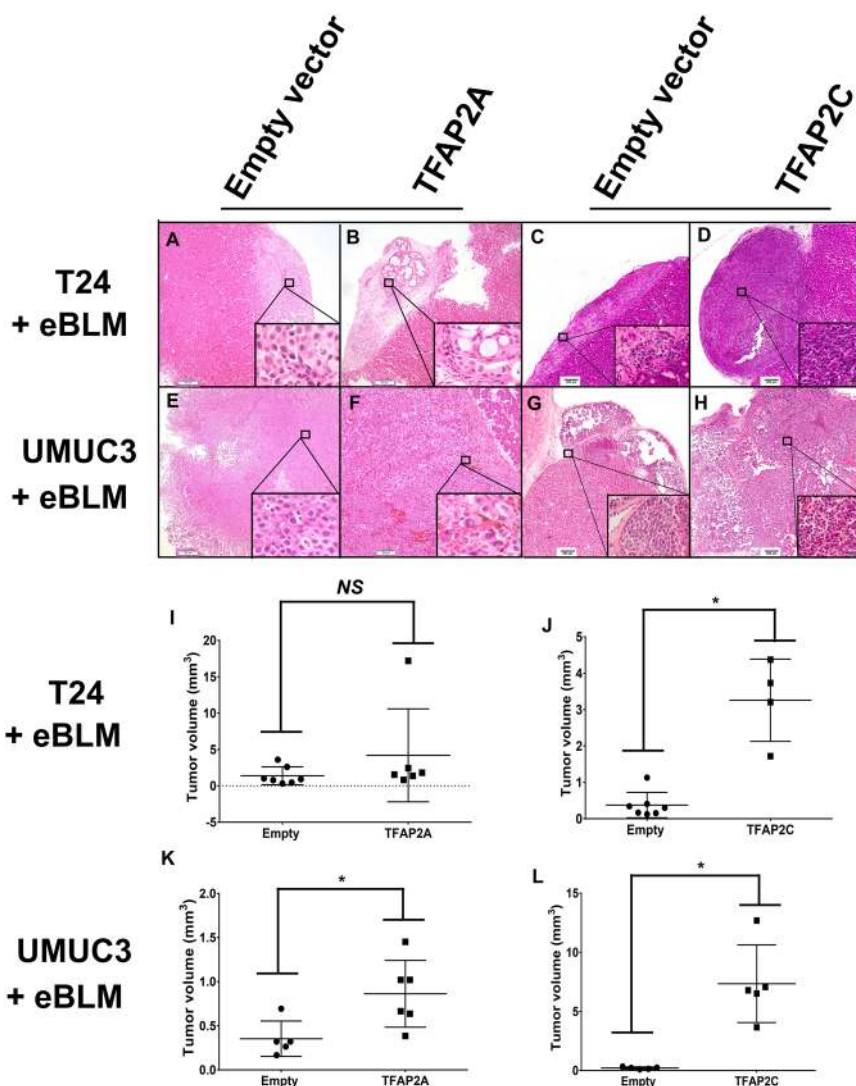 Empty vector
TFAP2A
Empty vector
TFAP2C
T24
+ eBLM
A
B
C
D
UMUC3
+ eBLM
E
F
G
H
T24
+ eBLM
I
NS
Tumor volume (mm³)
20
15
10
5
0
-5
Empty
TFAP2A
J
*
Tumor volume (mm³)
5
4
3
2
1
0
Empty
TFAP2C
UMUC3
+ eBLM
K
*
Tumor volume (mm³)
2.0
1.5
1.0
0.5
0.0
Empty
TFAP2A
L
*
Tumor volume (mm³)
15
10
5
0
Empty
TFAP2C